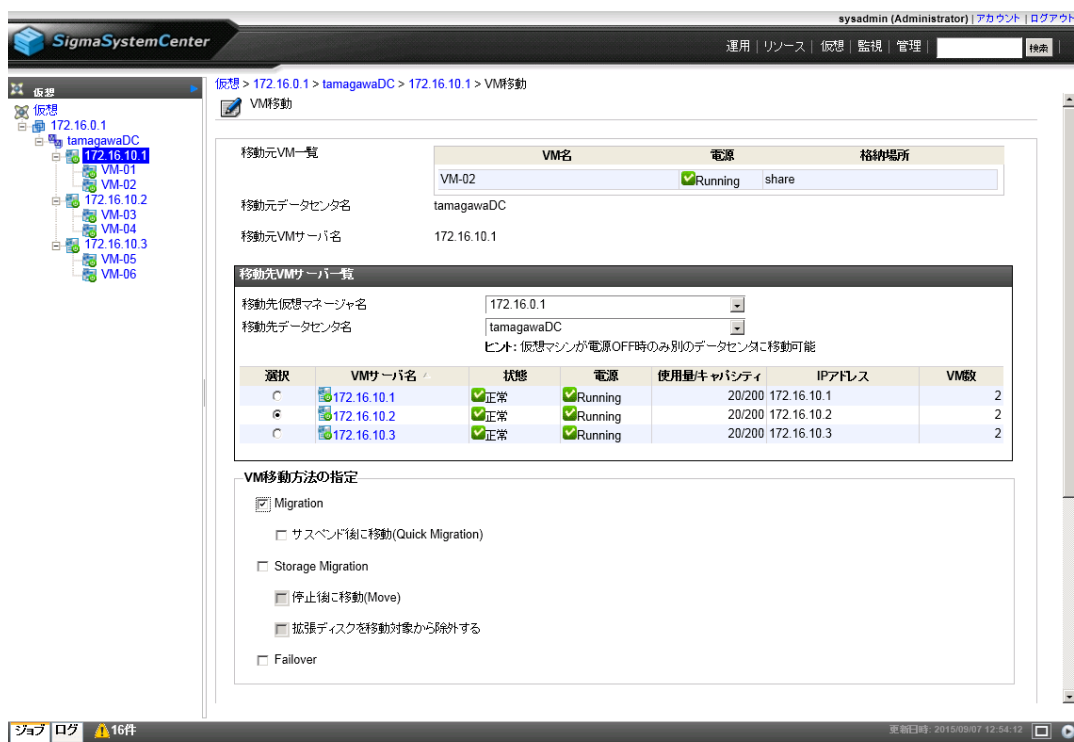 sysadmin (Administrator) | アカウント | ログアウト
SigmaSystemCenter
運用 | リソース | 仮想 | 監視 | 管理 |
検索
仮想
仮想
172.16.0.1
tamagawaDC
172.16.10.1
VM-01
VM-02
172.16.10.2
VM-03
VM-04
172.16.10.3
VM-05
VM-06
仮想 > 172.16.0.1 > tamagawaDC > 172.16.10.1 > VM移動
VM移動
移動元VM一覧
VM名 電源 格納場所
VM-02 Running share
移動元データセンタ名 tamagawaDC
移動元VMサーバ名 172.16.10.1
移動先VMサーバ一覧
移動先仮想マネージャ名 172.16.0.1
移動先データセンタ名 tamagawaDC
ヒント: 仮想マシンが電源OFF時のみ別のデータセンタに移動可能
選択 VMサーバ名 状態 電源 使用量/キャパシティ IPアドレス VM数
172.16.10.1 正常 Running 20/200 172.16.10.1 2
172.16.10.2 正常 Running 20/200 172.16.10.2 2
172.16.10.3 正常 Running 20/200 172.16.10.3 2
VM移動方法の指定
Migration
サスペンド後に移動(Quick Migration)
Storage Migration
停止後に移動(Move)
拡張ディスクを移動対象から除外する
Failover
ジョブ ログ 16件
更新日時: 2015/09/07 12:54:12